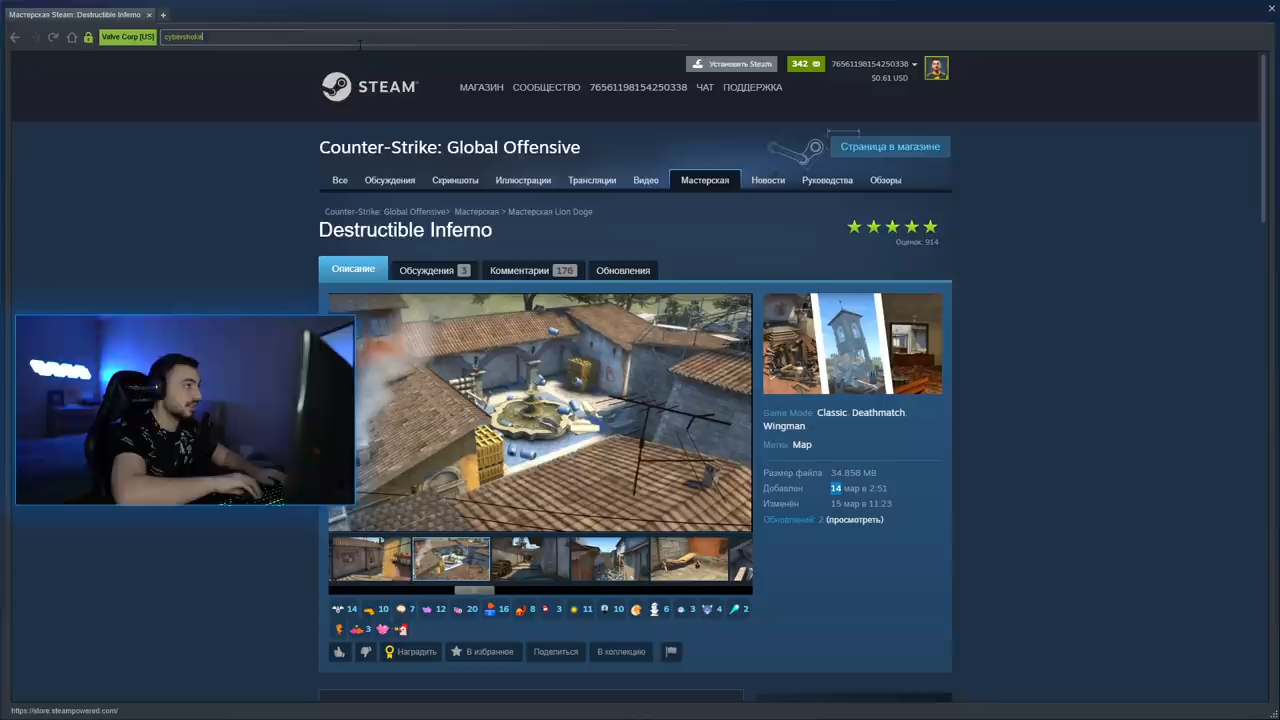 Мастерская Steam: Destructible Inferno
Valve Corp [US]
cybershoke
Установить Steam
342
76561198154250338
$0.61 USD
STEAM
МАГАЗИН СООБЩЕСТВО 76561198154250338 ЧАТ ПОДДЕРЖКА
Counter-Strike: Global Offensive
Страница в магазине
Все Обсуждения Скриншоты Иллюстрации Трансляции Видео Мастерская Новости Руководства Обзоры
Counter-Strike: Global Offensive> Мастерская > Мастерская Lion Doge
Destructible Inferno
Оценок: 914
Описание Обсуждения 3 Комментарии 176 Обновления
Game Mode: Classic, Deathmatch,
Wingman
Метки: Map
Размер файла 34.858 MB
Добавлен 14 мар в 2:51
Изменён 15 мар в 11:23
Обновлений: 2 (просмотреть)
14 10 7 12 20 16 8 3 11 10 6 3 4 2
3
Наградить В избранное Поделиться В коллекцию
https://store.steampowered.com/